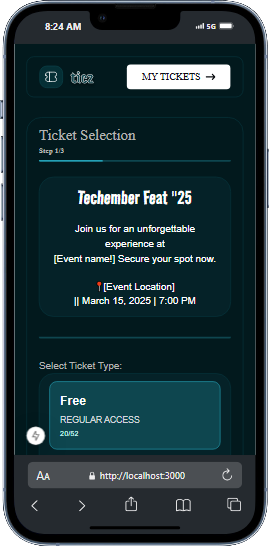 8:24 AM
5G
ticz
MY TICKETS →
Ticket Selection
Step 1/3
Techember Feat "25
Join us for an unforgettable
experience at
[Event name!] Secure your spot now.
📍[Event Location]
|| March 15, 2025 | 7:00 PM
Select Ticket Type:
Free
REGULAR ACCESS
20/52
AA
http://localhost:3000